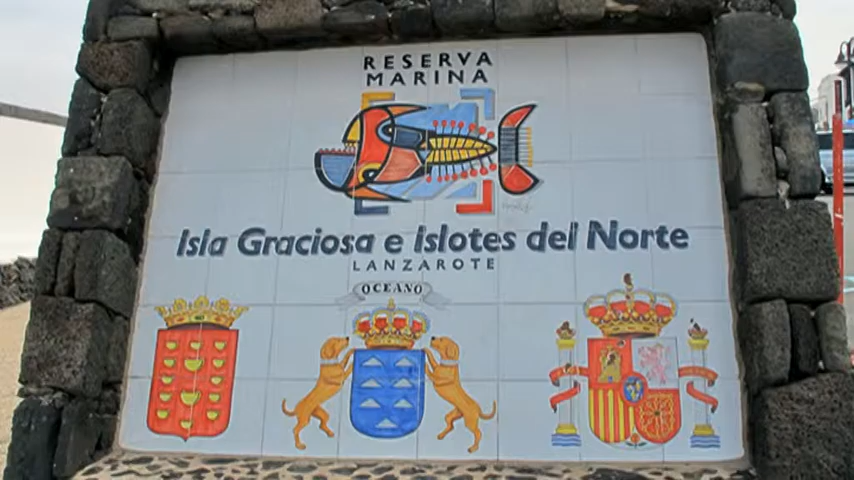 RESERVA
MARINA
Isla Graciosa e islotes del Norte
LANZAROTE
OCEANO